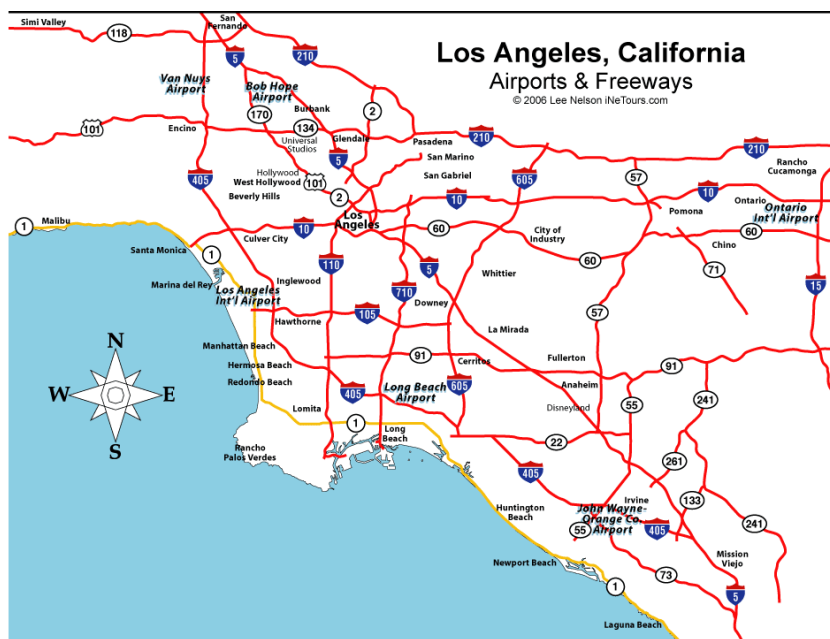 Los Angeles, California
Airports & Freeways
© 2006 Lee Nelson iNeTours.com
Simi Valley
118
San
Fernando
5
210
Van Nuys
Airport
Bob Hope
Airport
Burbank
2
101
Encino
170
134
Glendale
Universal
Studios
Pasadena
210
210
Rancho
Cucamonga
5
San Marino
Hollywood
West Hollywood
101
San Gabriel
405
605
57
Beverly Hills
2
10
10
Ontario
Ontario
Int'l Airport
Pomona
1
Malibu
Los
Angeles
10
60
City of
Industry
60
Culver City
Chino
Santa Monica
1
110
5
60
71
Whittier
Inglewood
Marina del Rey
15
Los Angeles
Int'l Airport
710
Downey
105
57
Hawthorne
La Mirada
Manhattan Beach
91
Cerritos
Fullerton
91
Hermosa Beach
Redondo Beach
405
Long Beach
Airport
605
Anaheim
241
Lomita
Disneyland
55
1
Long
Beach
22
Rancho
Palos Verdes
261
405
N
W
E
S
Huntington
Beach
Irvine
133
John Wayne-
Orange Co.
Airport
55
405
241
Newport Beach
Mission
Viejo
73
1
5
Laguna Beach